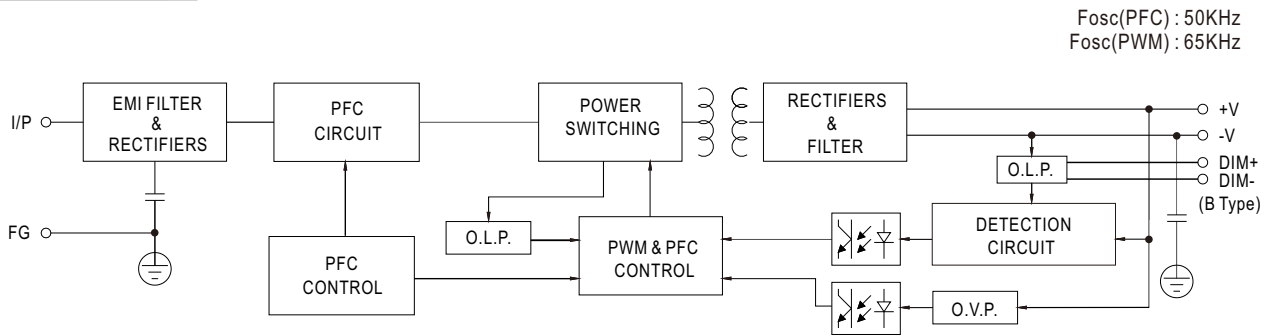 Fosc(PFC) : 50KHz
Fosc(PWM) : 65KHz
I/P
EMI FILTER
&
RECTIFIERS
PFC
CIRCUIT
POWER
SWITCHING
RECTIFIERS
&
FILTER
+V
-V
O.L.P.
DIM+
DIM-
(B Type)
FG
O.L.P.
PFC
CONTROL
PWM & PFC
CONTROL
DETECTION
CIRCUIT
O.V.P.